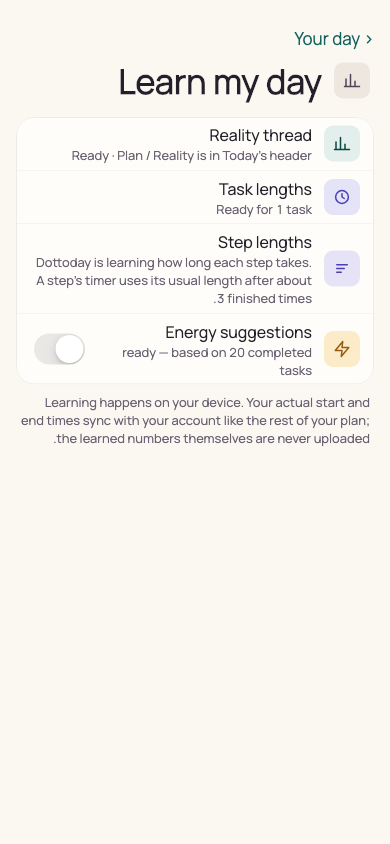 Your day
Learn my day
Reality thread
Ready · Plan / Reality is in Today's header
Task lengths
Ready for 1 task
Step lengths
Dottoday is learning how long each step takes.
A step's timer uses its usual length after about
.3 finished times
Energy suggestions
ready — based on 20 completed
tasks
Learning happens on your device. Your actual start and
end times sync with your account like the rest of your plan;
.the learned numbers themselves are never uploaded